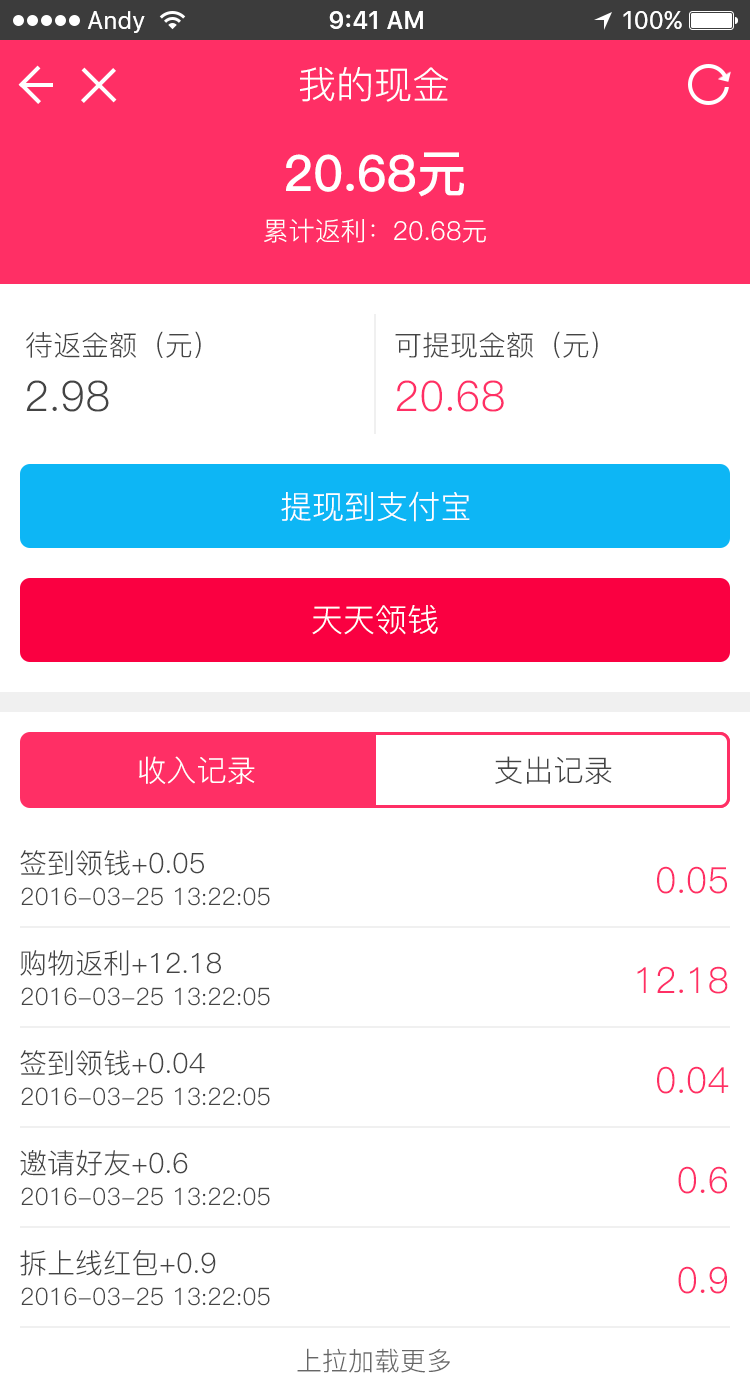 Andy 9:41 AM 100%
我的现金
20.68元
累计返利：20.68元
待返金额（元）
2.98
可提现金额（元）
20.68
提现到支付宝
天天领钱
收入记录 支出记录
签到领钱+0.05
2016-03-25 13:22:05
0.05
购物返利+12.18
2016-03-25 13:22:05
12.18
签到领钱+0.04
2016-03-25 13:22:05
0.04
邀请好友+0.6
2016-03-25 13:22:05
0.6
拆上线红包+0.9
2016-03-25 13:22:05
0.9
上拉加载更多